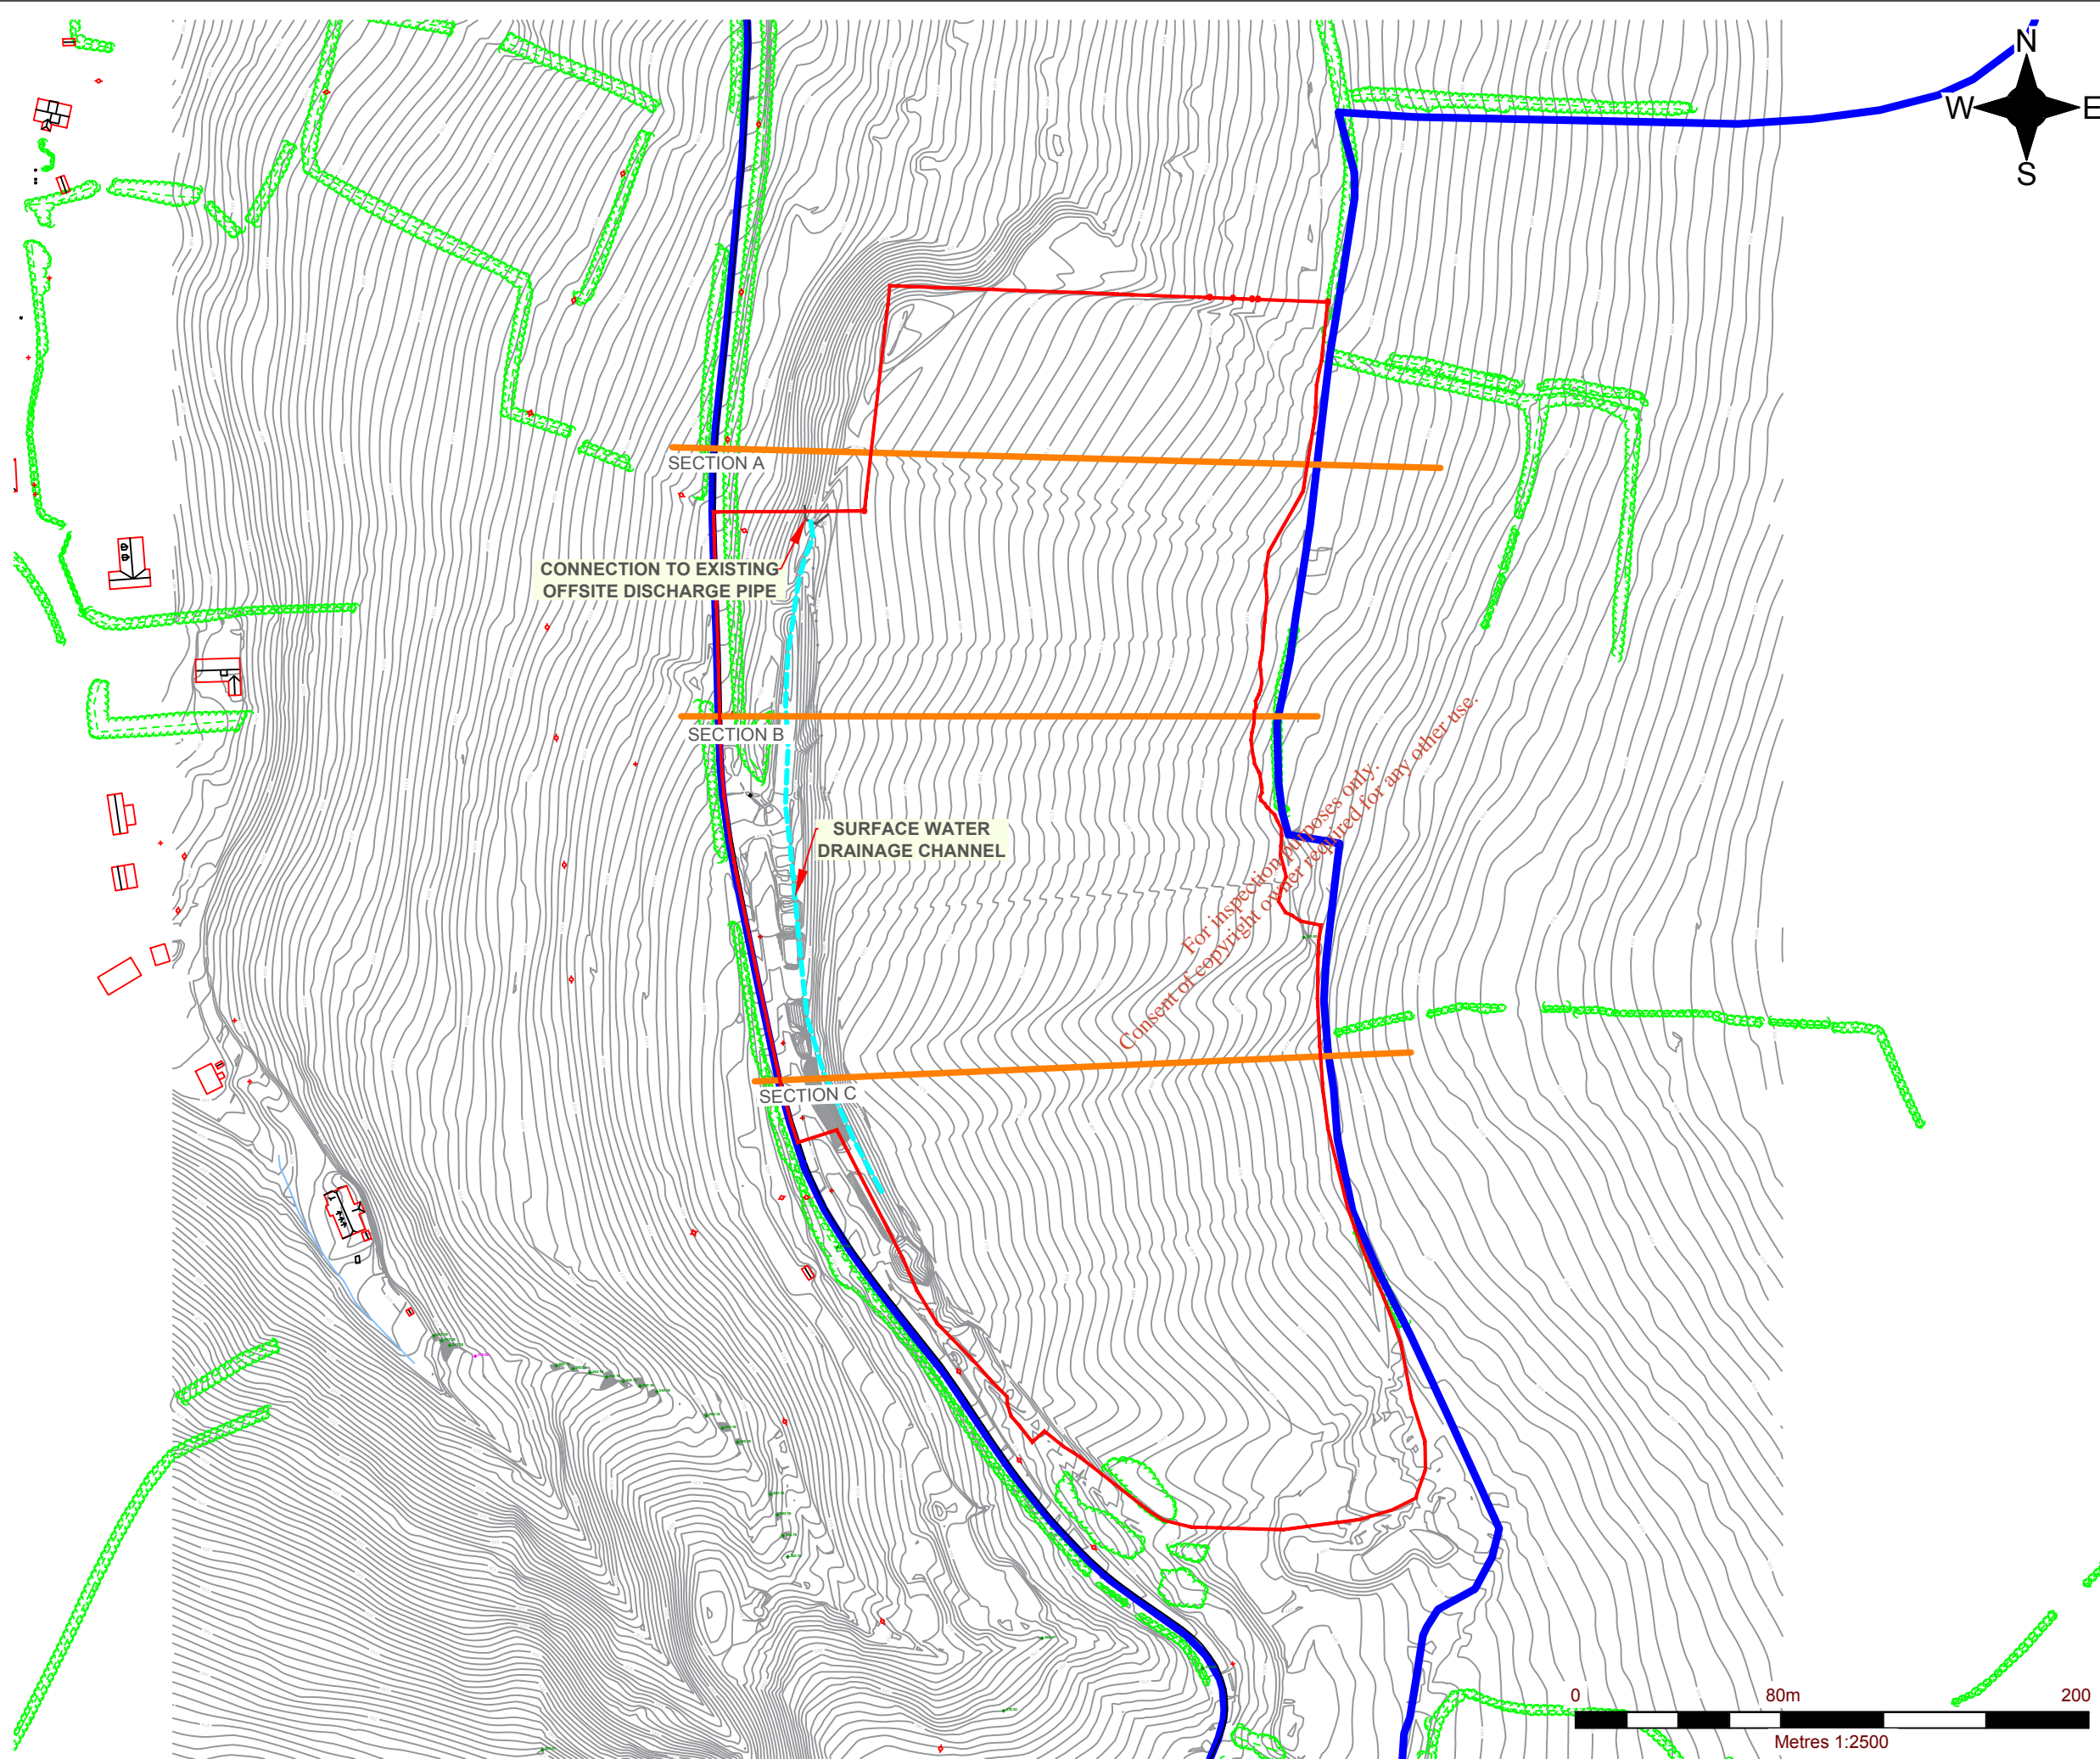 N
W E
S
SECTION A
CONNECTION TO EXISTING
OFFSITE DISCHARGE PIPE
SECTION B
SURFACE WATER
DRAINAGE CHANNEL
For inspection purposes only.
Consent of copyright owner required for any other use.
SECTION C
0 80m 200
Metres 1:2500